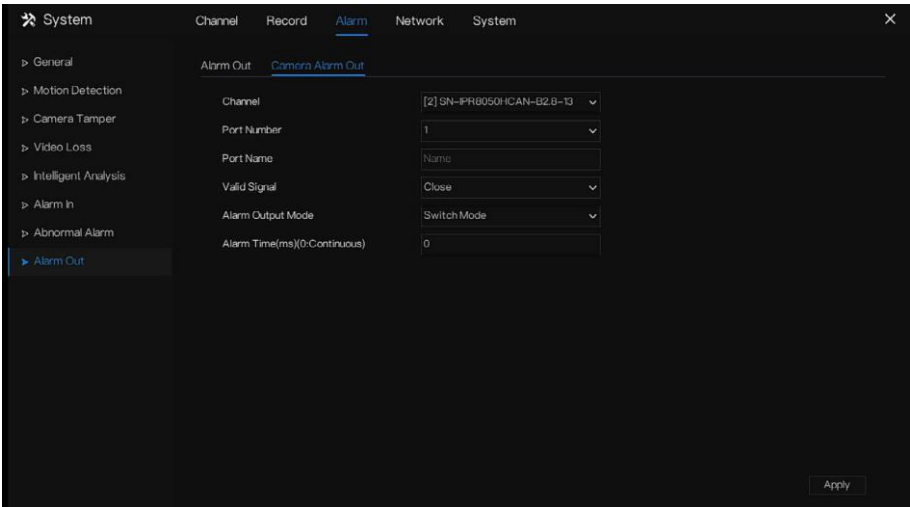 System
Channel Record Alarm Network System
General
Motion Detection
Camera Tamper
Video Loss
Intelligent Analysis
Alarm In
Abnormal Alarm
Alarm Out
Alarm Out Camera Alarm Out
Channel [2] SN-IPR8050HCAN-B2.8-13
Port Number 1
Port Name Name
Valid Signal Close
Alarm Output Mode Switch Mode
Alarm Time(ms)(0:Continuous) 0
Apply